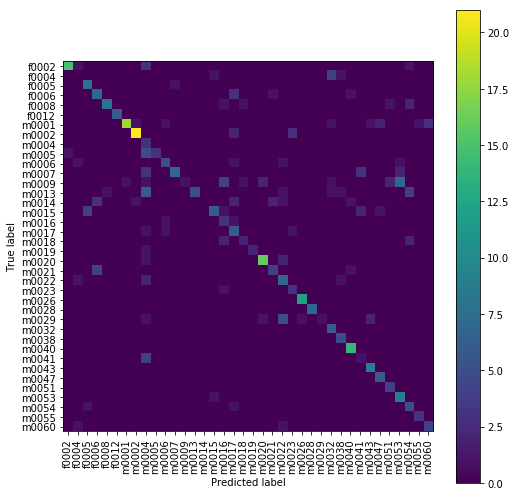 True label
f0002
f0004
f0005
f0006
f0008
f0012
m0001
m0002
m0004
m0005
m0006
m0007
m0009
m0013
m0014
m0015
m0016
m0017
m0018
m0019
m0020
m0021
m0022
m0023
m0026
m0028
m0029
m0032
m0038
m0040
m0041
m0043
m0047
m0051
m0053
m0054
m0055
m0060
f0002
f0004
f0005
f0006
f0008
f0012
m0001
m0002
m0004
m0005
m0006
m0007
m0009
m0013
m0014
m0015
m0016
m0017
m0018
m0019
m0020
m0021
m0022
m0023
m0026
m0028
m0029
m0032
m0038
m0040
m0041
m0043
m0047
m0051
m0053
m0054
m0055
m0060
Predicted label
20.0
17.5
15.0
12.5
10.0
7.5
5.0
2.5
0.0